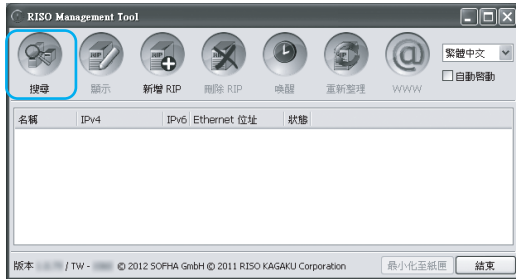 RISO Management Tool
搜尋 顯示 新增 RIP 刪除 RIP 喚醒 重新整理 WWW
繁體中文
自動啟動
名稱 IPv4 IPv6 Ethernet 位址 狀態
版本 / TW - © 2012 SOFHA GmbH © 2011 RISO KAGAKU Corporation 最小化至紙匣 結束